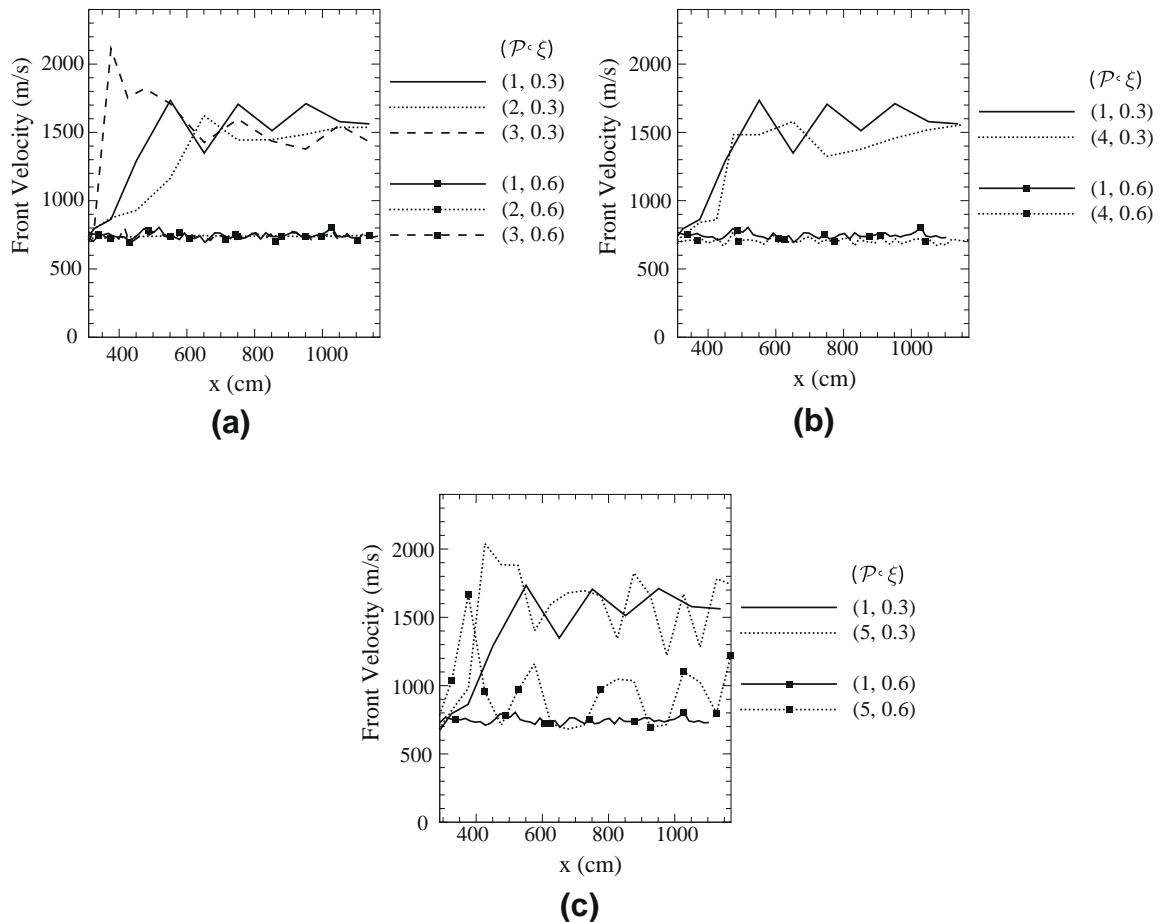 2000
1500
1000
500
0
Front Velocity (m/s)
400 600 800 1000
x (cm)
(a)
(𝒫, ξ)
(1, 0.3)
(2, 0.3)
(3, 0.3)
(1, 0.6)
(2, 0.6)
(3, 0.6)
2000
1500
1000
500
0
Front Velocity (m/s)
400 600 800 1000
x (cm)
(b)
(𝒫, ξ)
(1, 0.3)
(4, 0.3)
(1, 0.6)
(4, 0.6)
2000
1500
1000
500
0
Front Velocity (m/s)
400 600 800 1000
x (cm)
(c)
(𝒫, ξ)
(1, 0.3)
(5, 0.3)
(1, 0.6)
(5, 0.6)